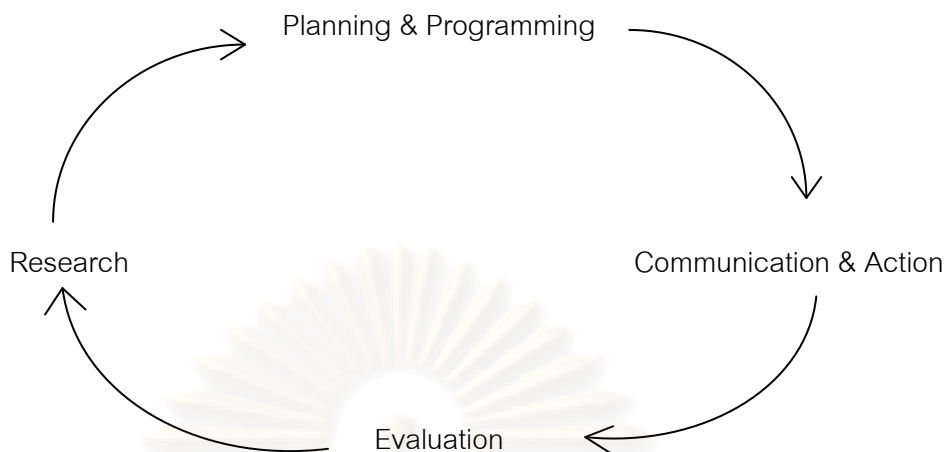 Planning & Programming
Research
Communication & Action
Evaluation